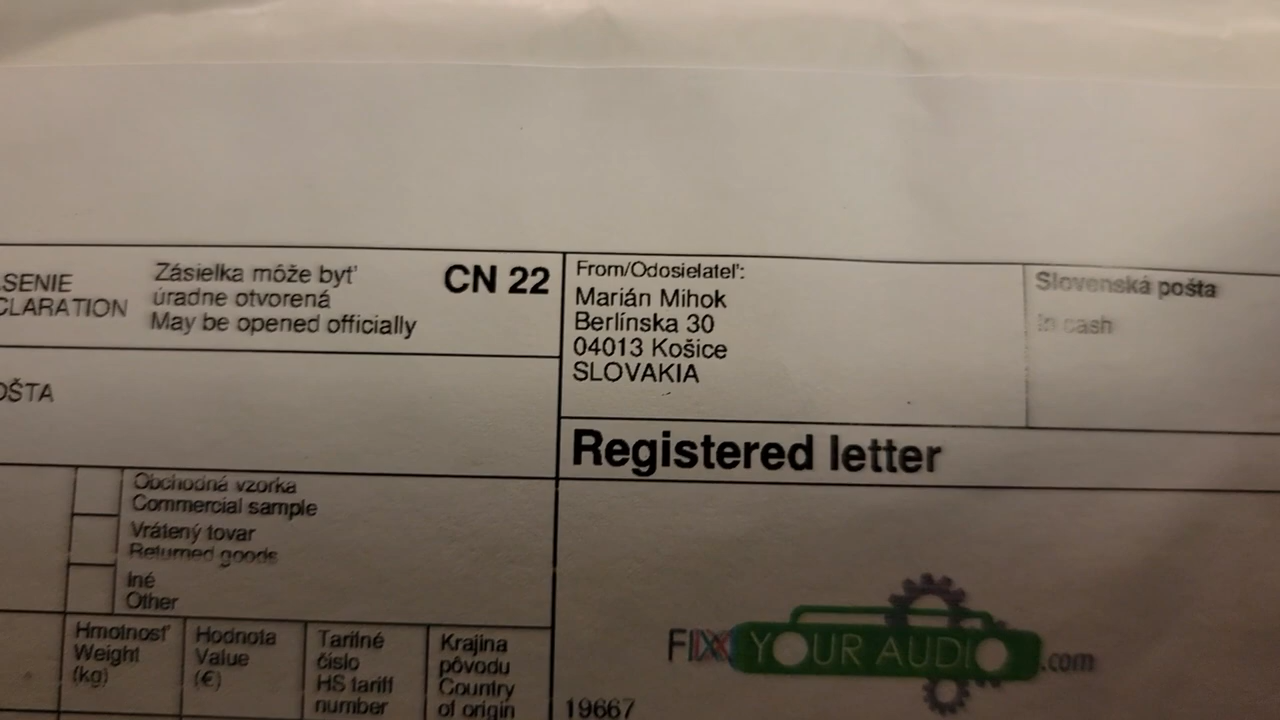 SENIE
CLARATION
Zásielka môže byť
úradne otvorená
May be opened officially
CN 22
OŠTA
Obchodná vzorka
Commercial sample
Vrátený tovar
Returned goods
Iné
Other
Hmotnosť
Weight
(kg)
Hodnota
Value
(€)
Tarifné
číslo
HS tariff
number
Krajina
pôvodu
Country
of origin
From/Odosielateľ:
Marián Mihok
Berlínska 30
04013 Košice
SLOVAKIA
Slovenská pošta
In cash
Registered letter
FIX YOUR AUDIO.com
19667